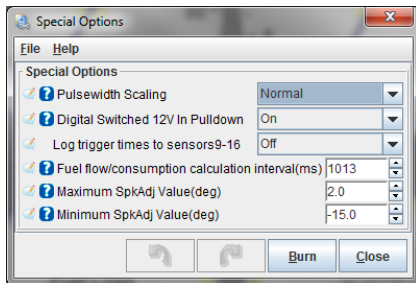 Special Options
File Help
Special Options
Pulsewidth Scaling Normal
Digital Switched 12V In Pulldown On
Log trigger times to sensors9-16 Off
Fuel flow/consumption calculation interval(ms) 1013
Maximum SpkAdj Value(deg) 2.0
Minimum SpkAdj Value(deg) -15.0
Burn Close